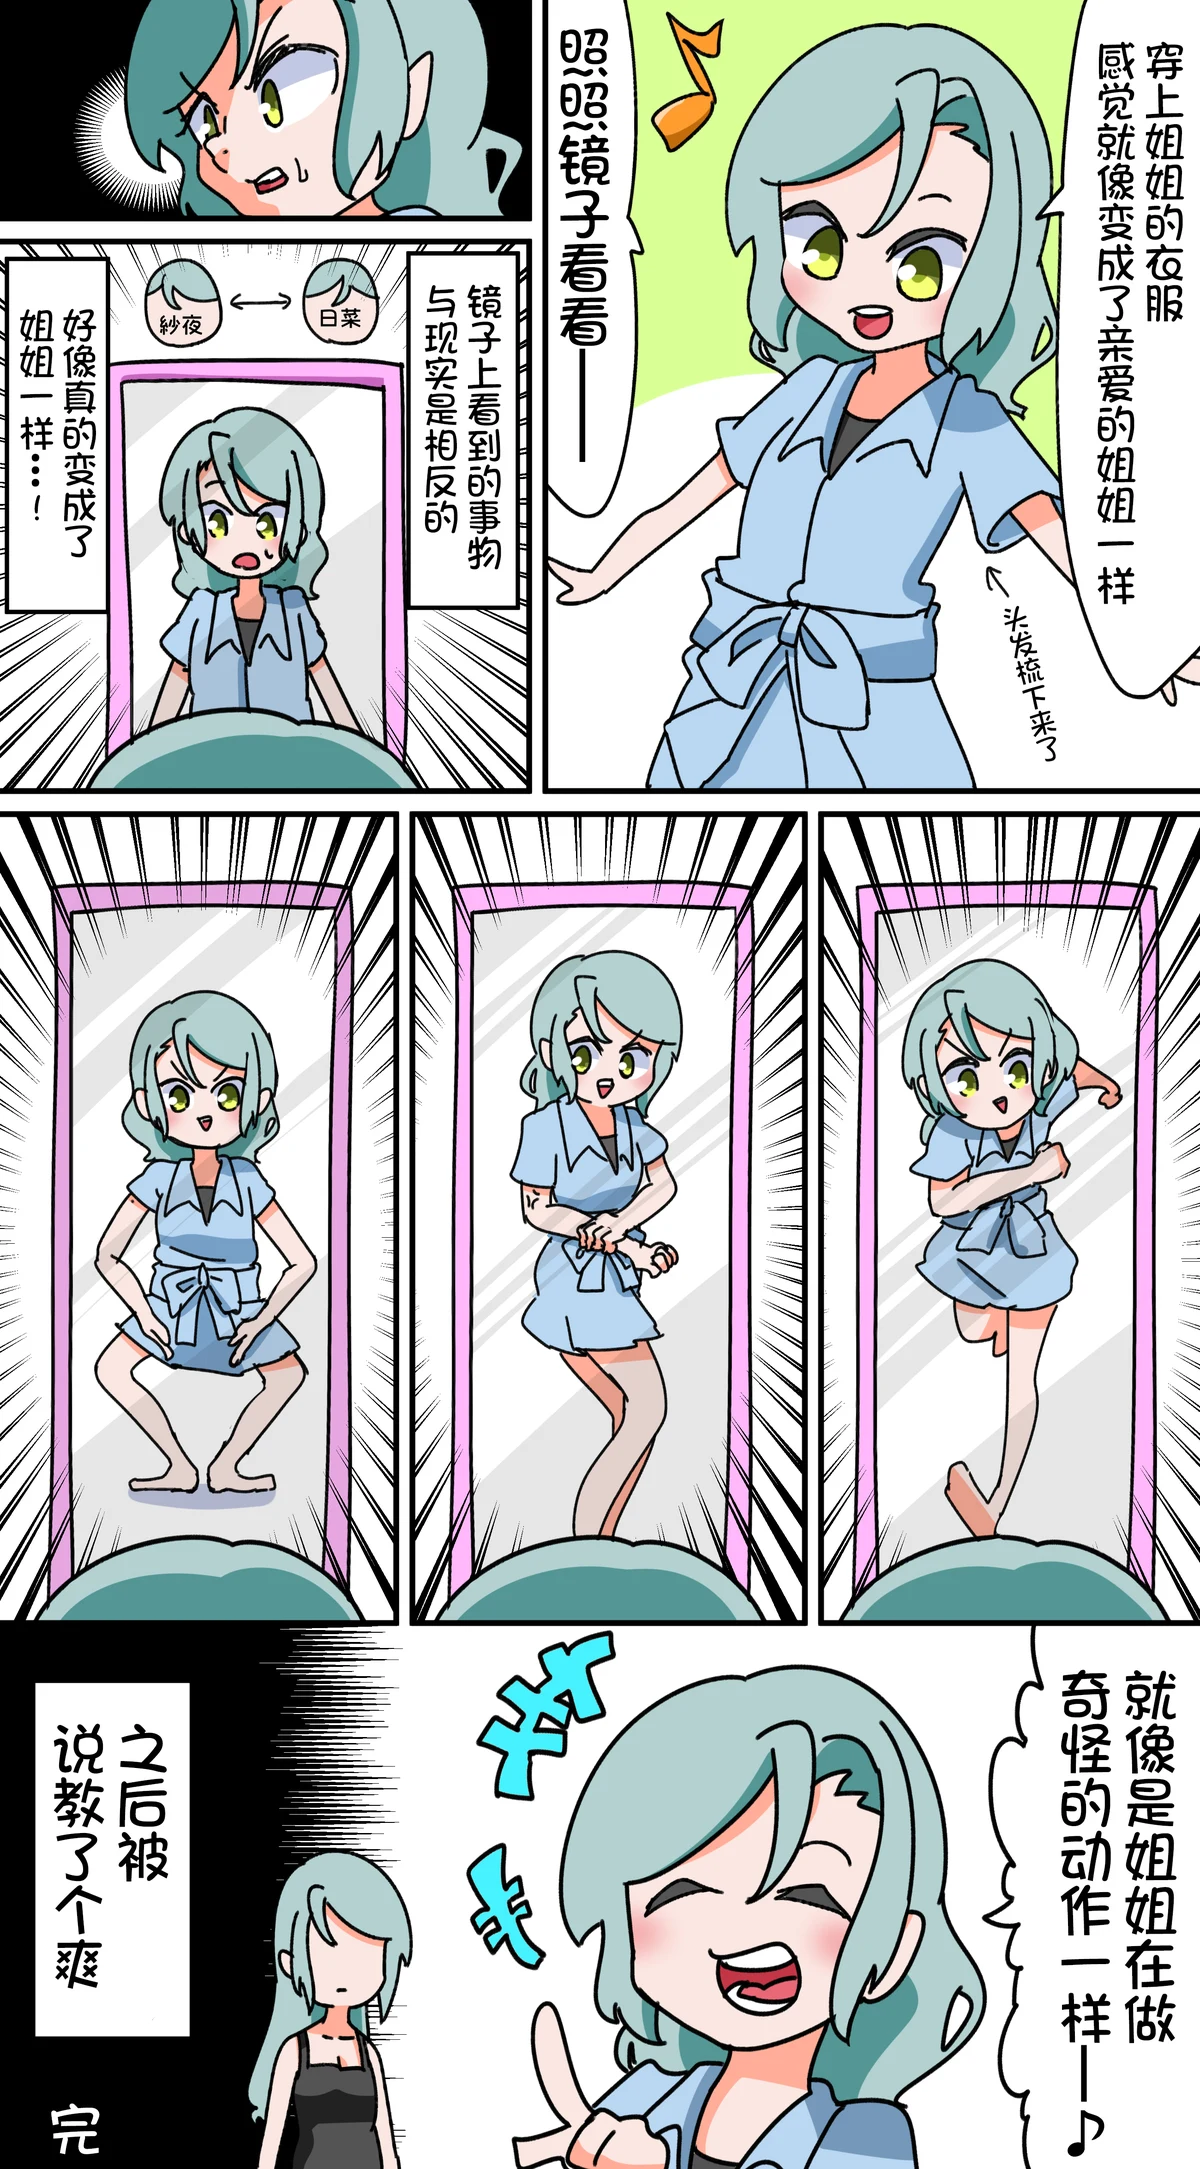 穿上姐姐的衣服
感觉就像变成了亲爱的姐姐一样
头发梳下来了
照照镜子看看——
镜子上看到的事物
与现实是相反的
紗夜
日菜
好像真的变成了
姐姐一样…！
就像是姐姐在做
奇怪的动作一样—♪
之后被
说教了个爽
完